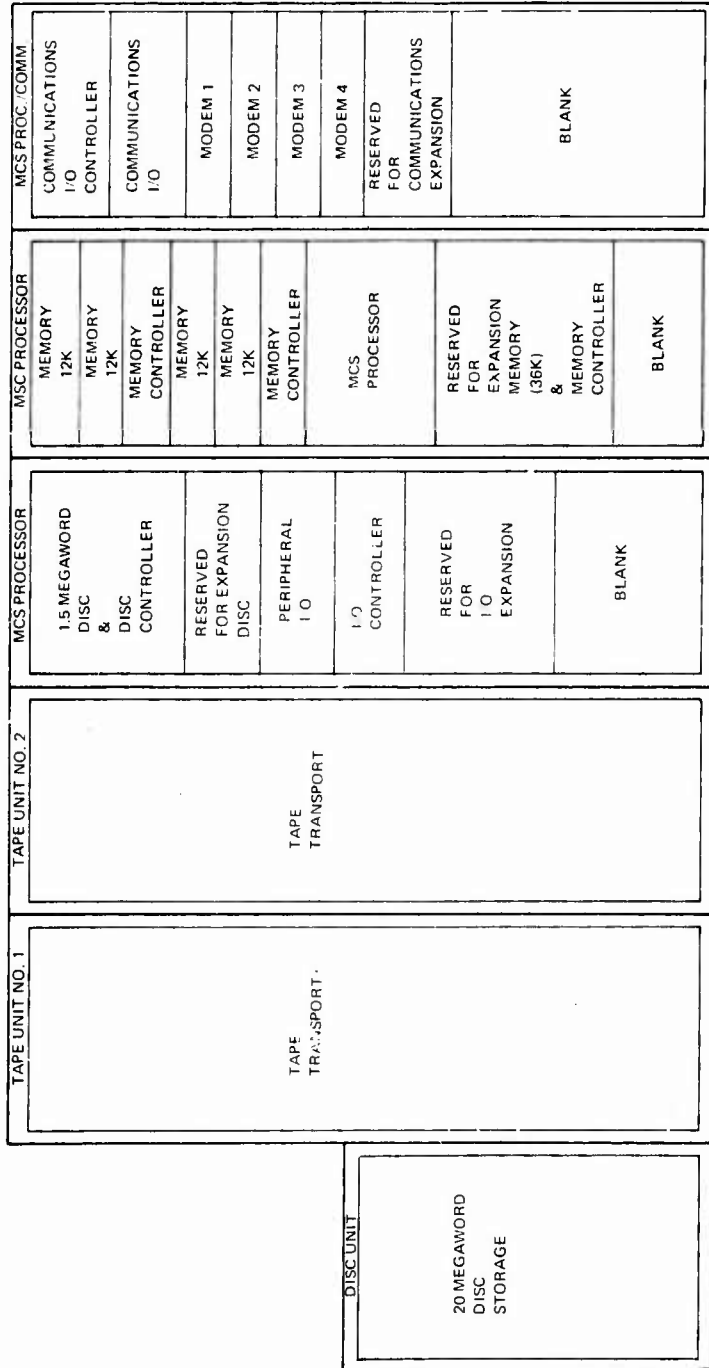 DISC UNIT
20 MEGAWORD
DISC
STORAGE
TAPE UNIT NO. 1
TAPE
TRANSPORT
TAPE UNIT NO. 2
TAPE
TRANSPORT
MCS PROCESSOR
1.5 MEGAWORD
DISC
&
DISC
CONTROLLER
RESERVED
FOR EXPANSION
DISC
PERIPHERAL
I O
I/O
CONTROLLER
RESERVED
FOR
I O
EXPANSION
BLANK
MSC PROCESSOR
MEMORY
12K
MEMORY
12K
MEMORY
CONTROLLER
MEMORY
12K
MEMORY
12K
MEMORY
CONTROLLER
MCS
PROCESSOR
RESERVED
FOR
EXPANSION
MEMORY
(36K)
&
MEMORY
CONTROLLER
BLANK
MCS PROC./COMM
COMMUNICATIONS
I/O
CONTROLLER
COMMUNICATIONS
I/O
MODEM 1
MODEM 2
MODEM 3
MODEM 4
RESERVED
FOR
COMMUNICATIONS
EXPANSION
BLANK